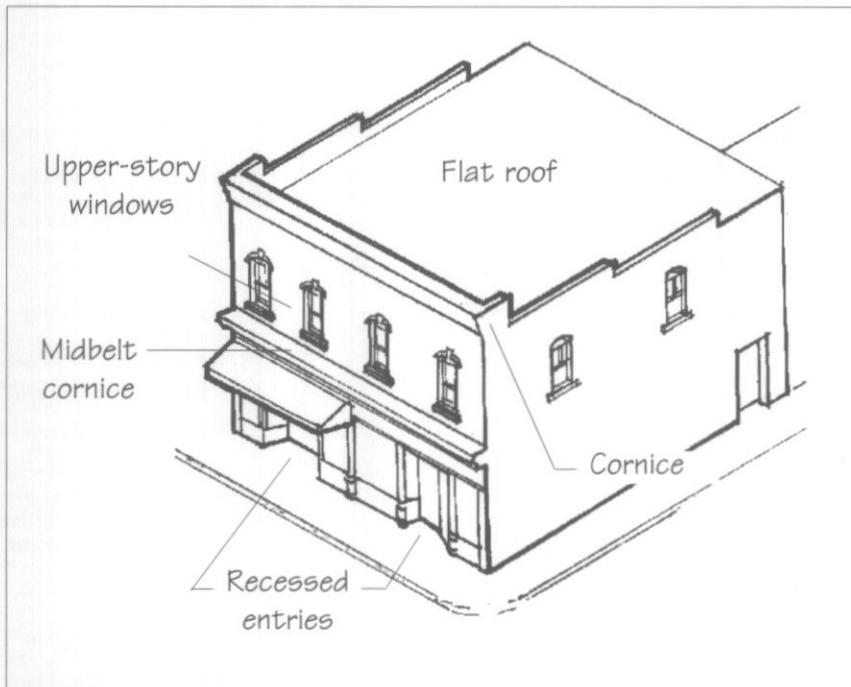 Upper-story
windows
Flat roof
Midbelt
cornice
Cornice
Recessed
entries